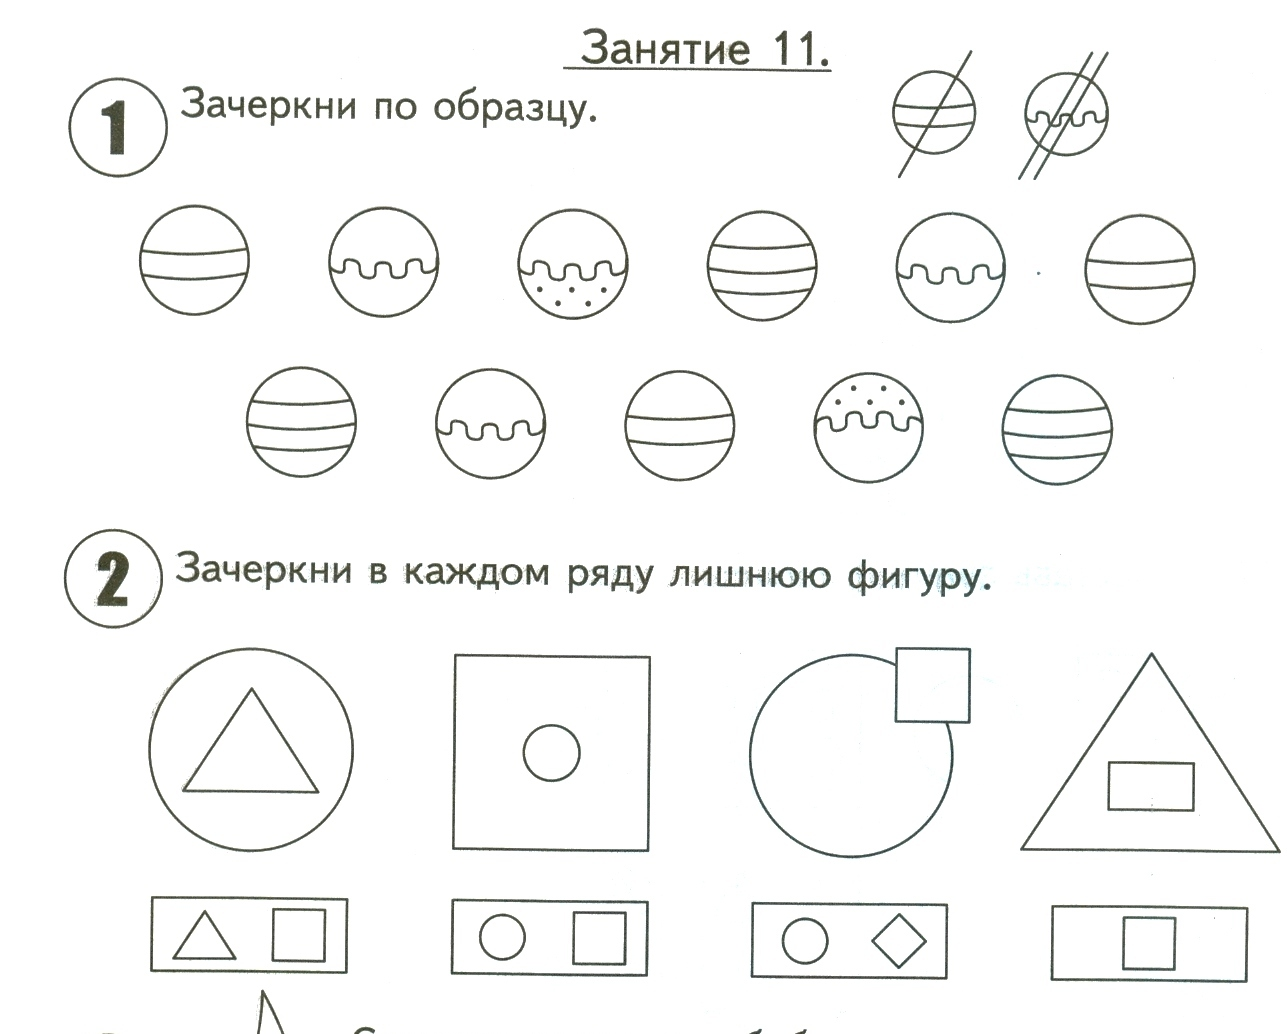 Занятие 11.
1 Зачеркни по образцу.
2 Зачеркни в каждом ряду лишнюю фигуру.